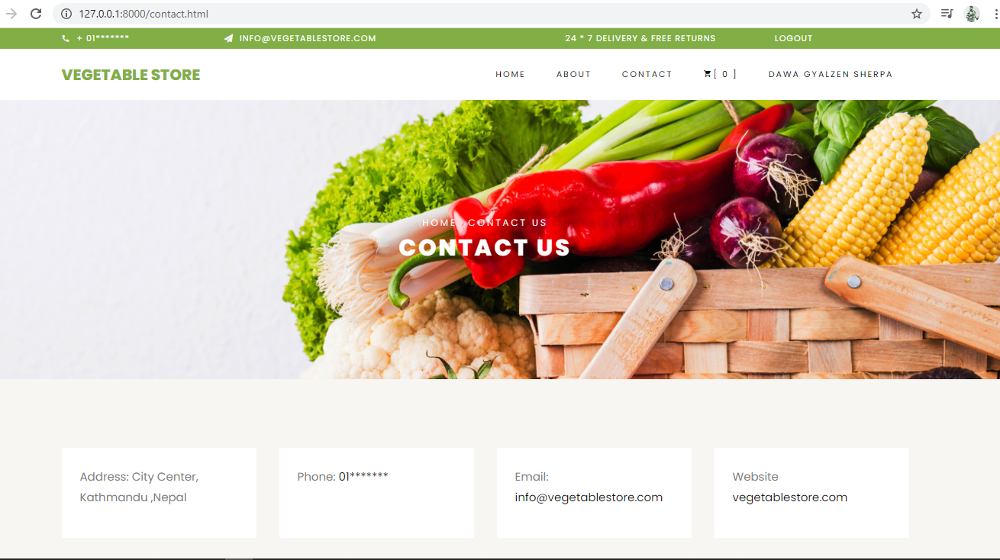 127.0.0.1:8000/contact.html
+ 01******* INFO@VEGETABLESTORE.COM 24 * 7 DELIVERY & FREE RETURNS LOGOUT
VEGETABLE STORE HOME ABOUT CONTACT [ 0 ] DAWA GYALZEN SHERPA
HOME CONTACT US
CONTACT US
Address: City Center,
Kathmandu ,Nepal
Phone: 01*******
Email:
info@vegetablestore.com
Website
vegetablestore.com